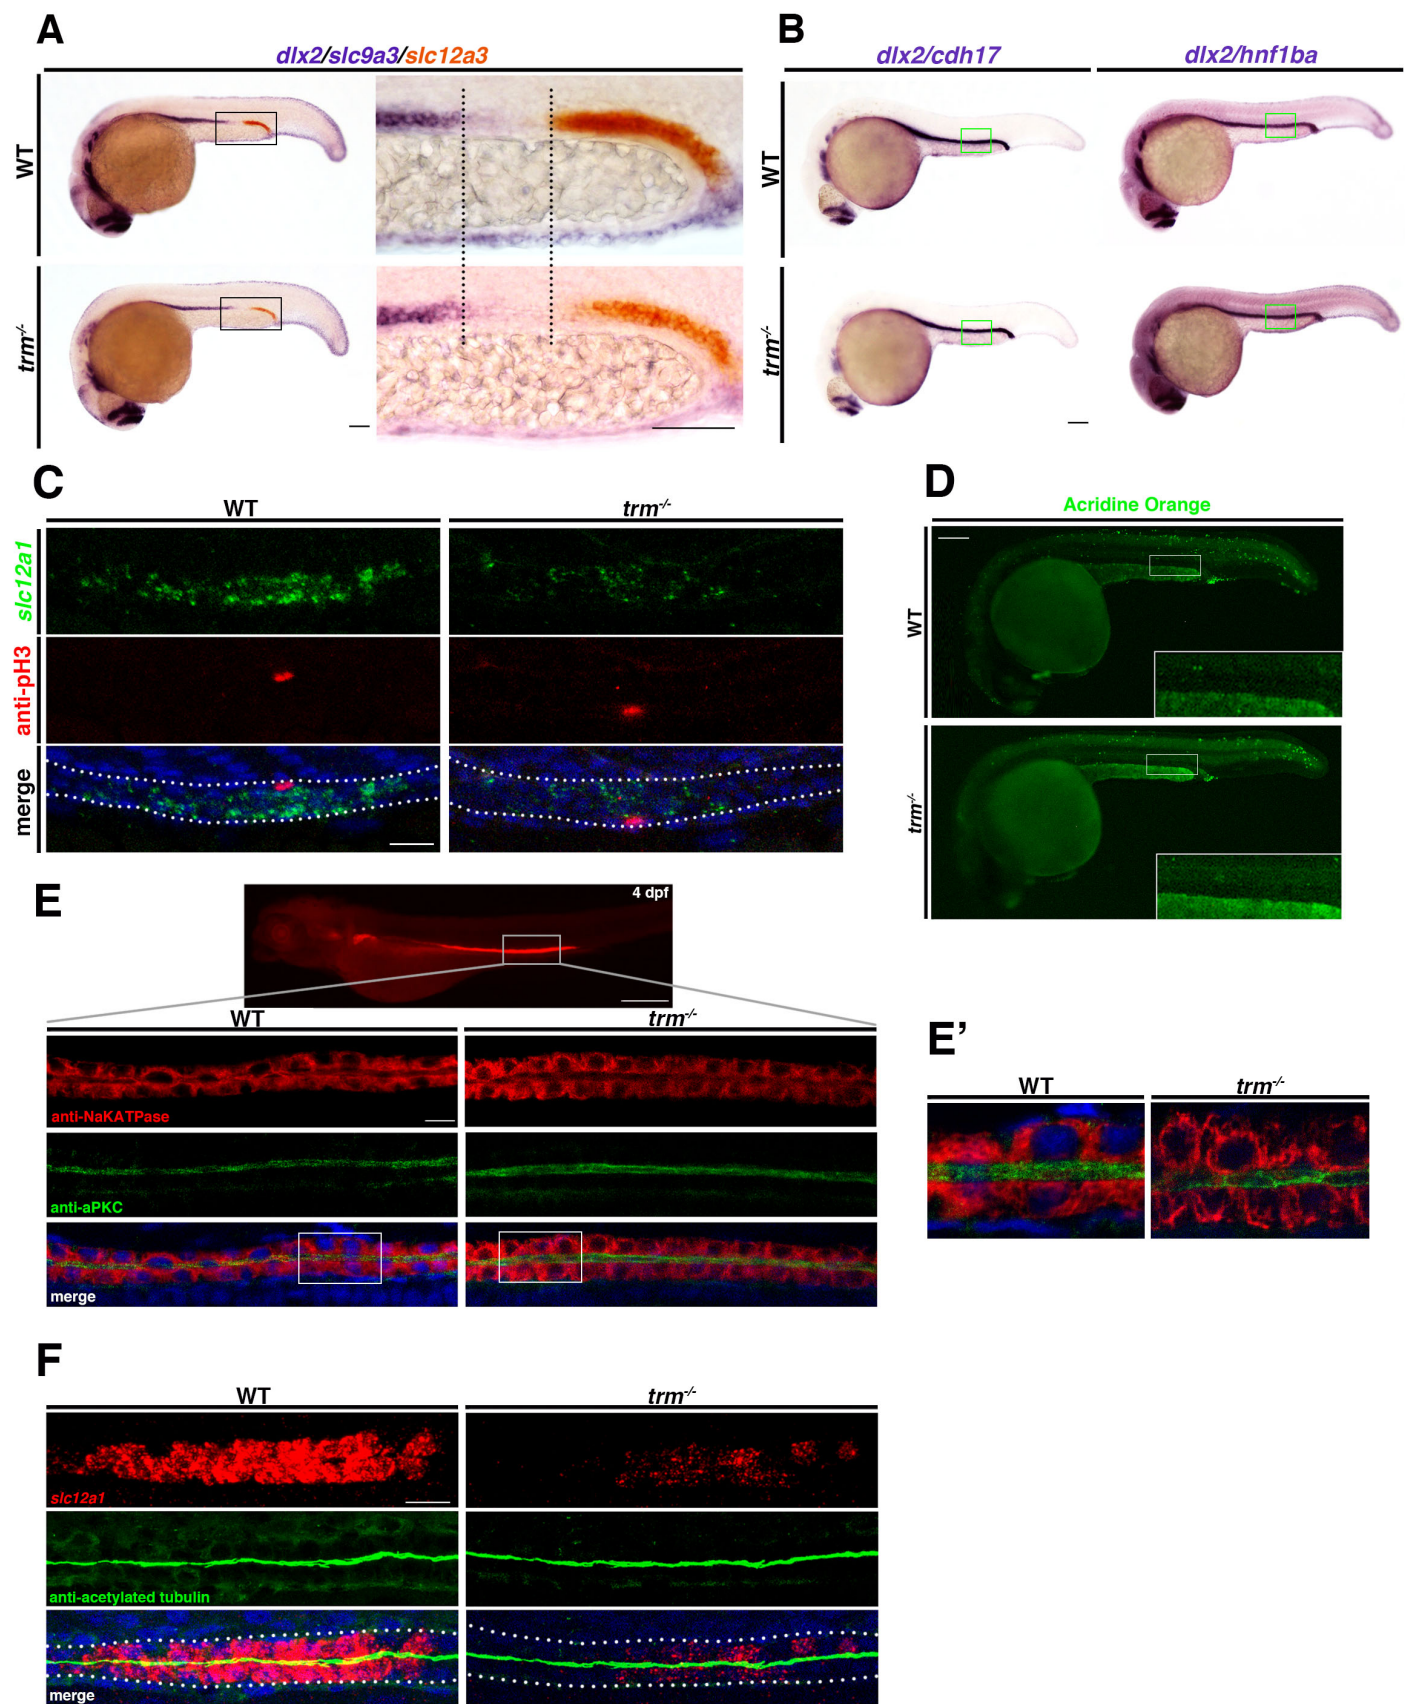 A
dlx2/slc9a3/slc12a3
WT
trm-/-
B
dlx2/cdh17
dlx2/hnf1ba
WT
trm-/-
C
WT
trm-/-
slc12a1
anti-pH3
merge
D
Acridine Orange
WT
trm-/-
E
4 dpf
WT
trm-/-
anti-NaKATPase
anti-aPKC
merge
E’
WT
trm-/-
F
WT
trm-/-
slc12a1
anti-acetylated tubulin
merge